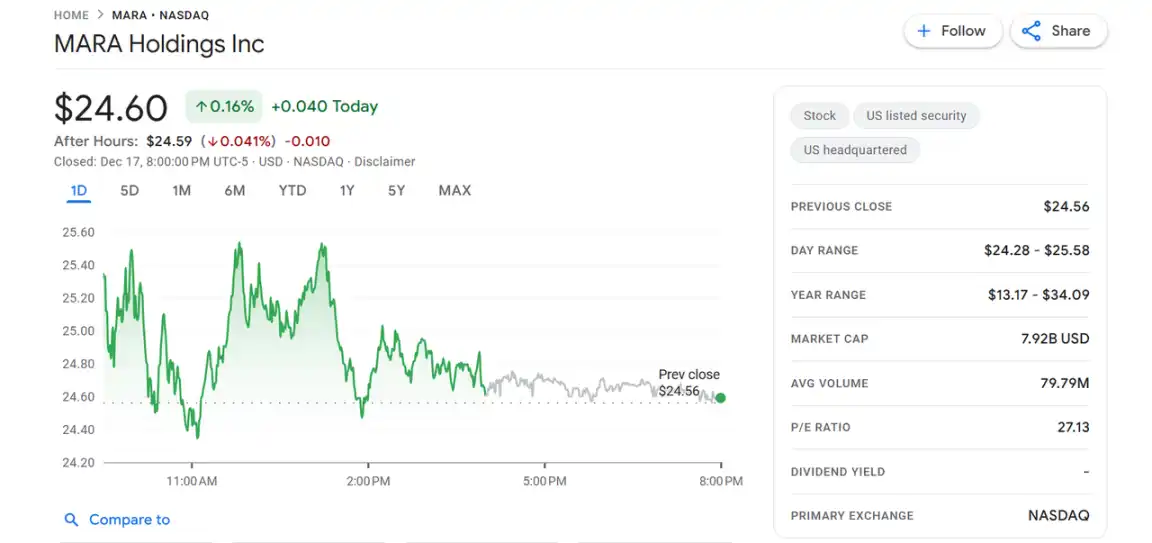 HOME > MARA • NASDAQ
MARA Holdings Inc
+ Follow
Share
$24.60 ↑0.16% +0.040 Today
After Hours: $24.59 (↓0.041%) -0.010
Closed: Dec 17, 8:00:00 PM UTC-5 · USD · NASDAQ · Disclaimer
1D 5D 1M 6M YTD 1Y 5Y MAX
25.60
25.40
25.20
25.00
24.80
24.60
24.40
24.20
Prev close
$24.56
11:00 AM 2:00 PM 5:00 PM 8:00 PM
Compare to
Stock US listed security
US headquartered
PREVIOUS CLOSE $24.56
DAY RANGE $24.28 - $25.58
YEAR RANGE $13.17 - $34.09
MARKET CAP 7.92B USD
AVG VOLUME 79.79M
P/E RATIO 27.13
DIVIDEND YIELD -
PRIMARY EXCHANGE NASDAQ